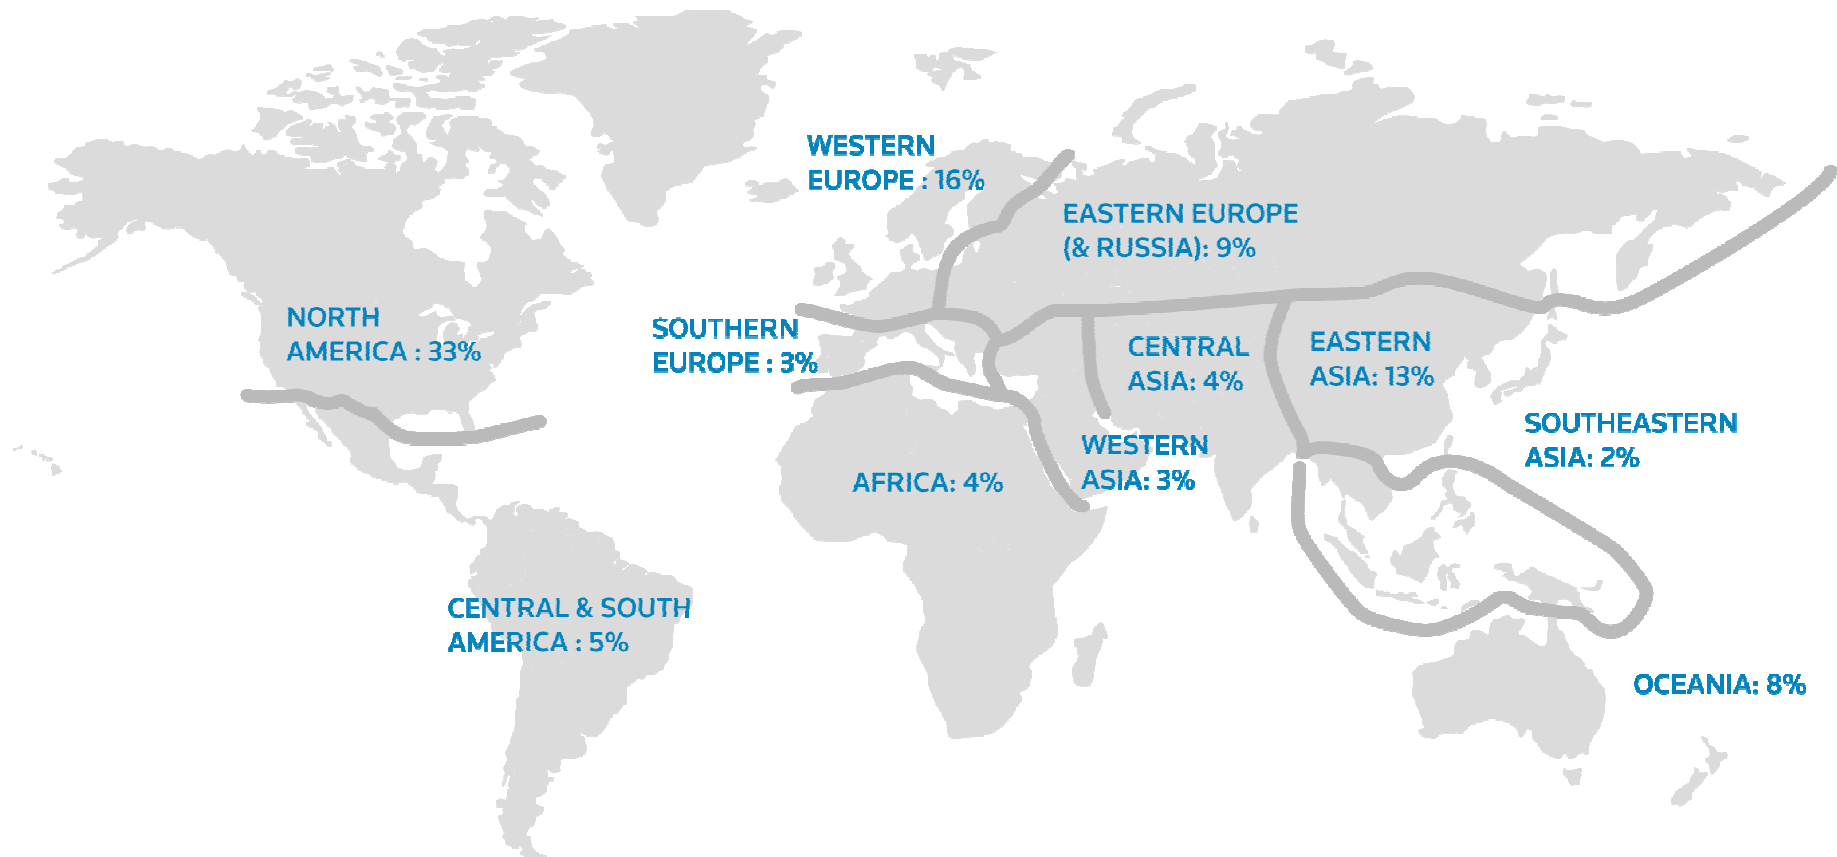 WESTERN
EUROPE : 16%
EASTERN EUROPE
(& RUSSIA): 9%
NORTH
AMERICA : 33%
SOUTHERN
EUROPE : 3%
CENTRAL
ASIA: 4%
EASTERN
ASIA: 13%
SOUTHEASTERN
ASIA: 2%
WESTERN
ASIA: 3%
AFRICA: 4%
CENTRAL & SOUTH
AMERICA : 5%
OCEANIA: 8%